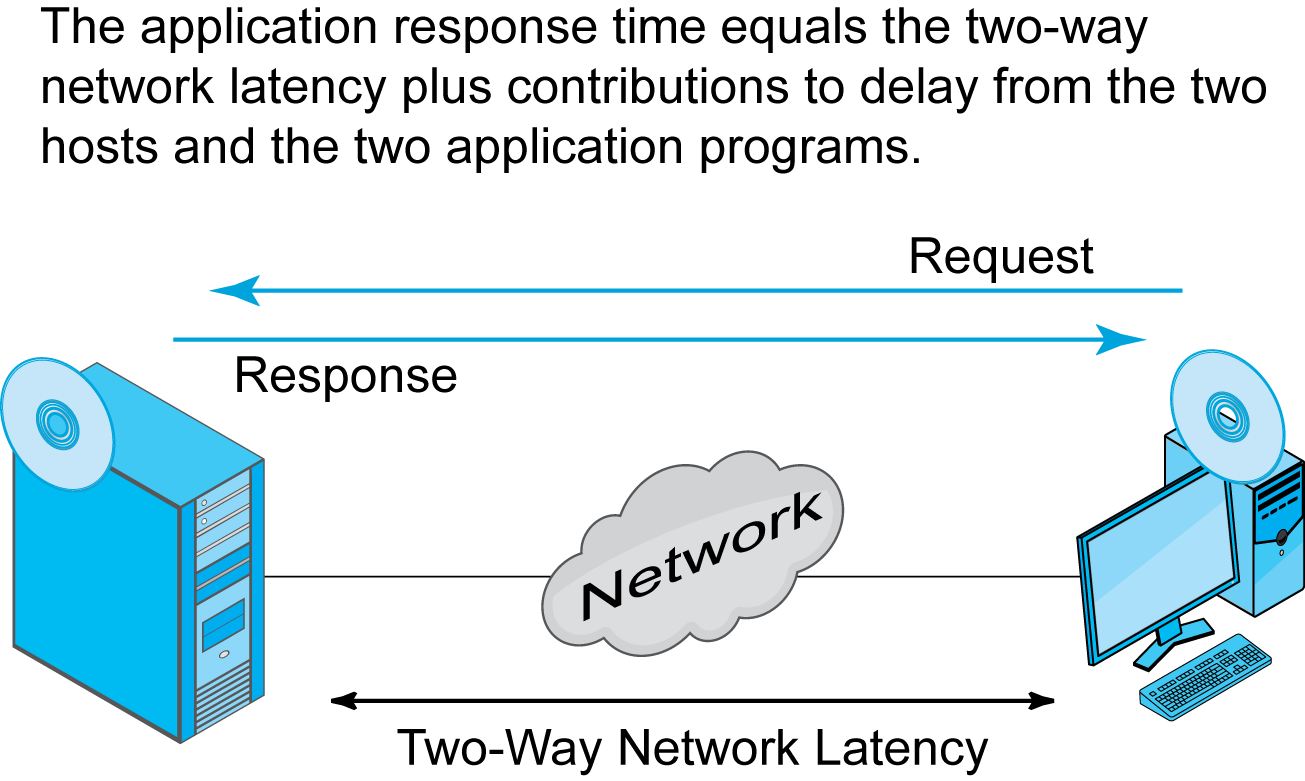 The application response time equals the two-way
network latency plus contributions to delay from the two
hosts and the two application programs.
Request
Response
Network
Two-Way Network Latency